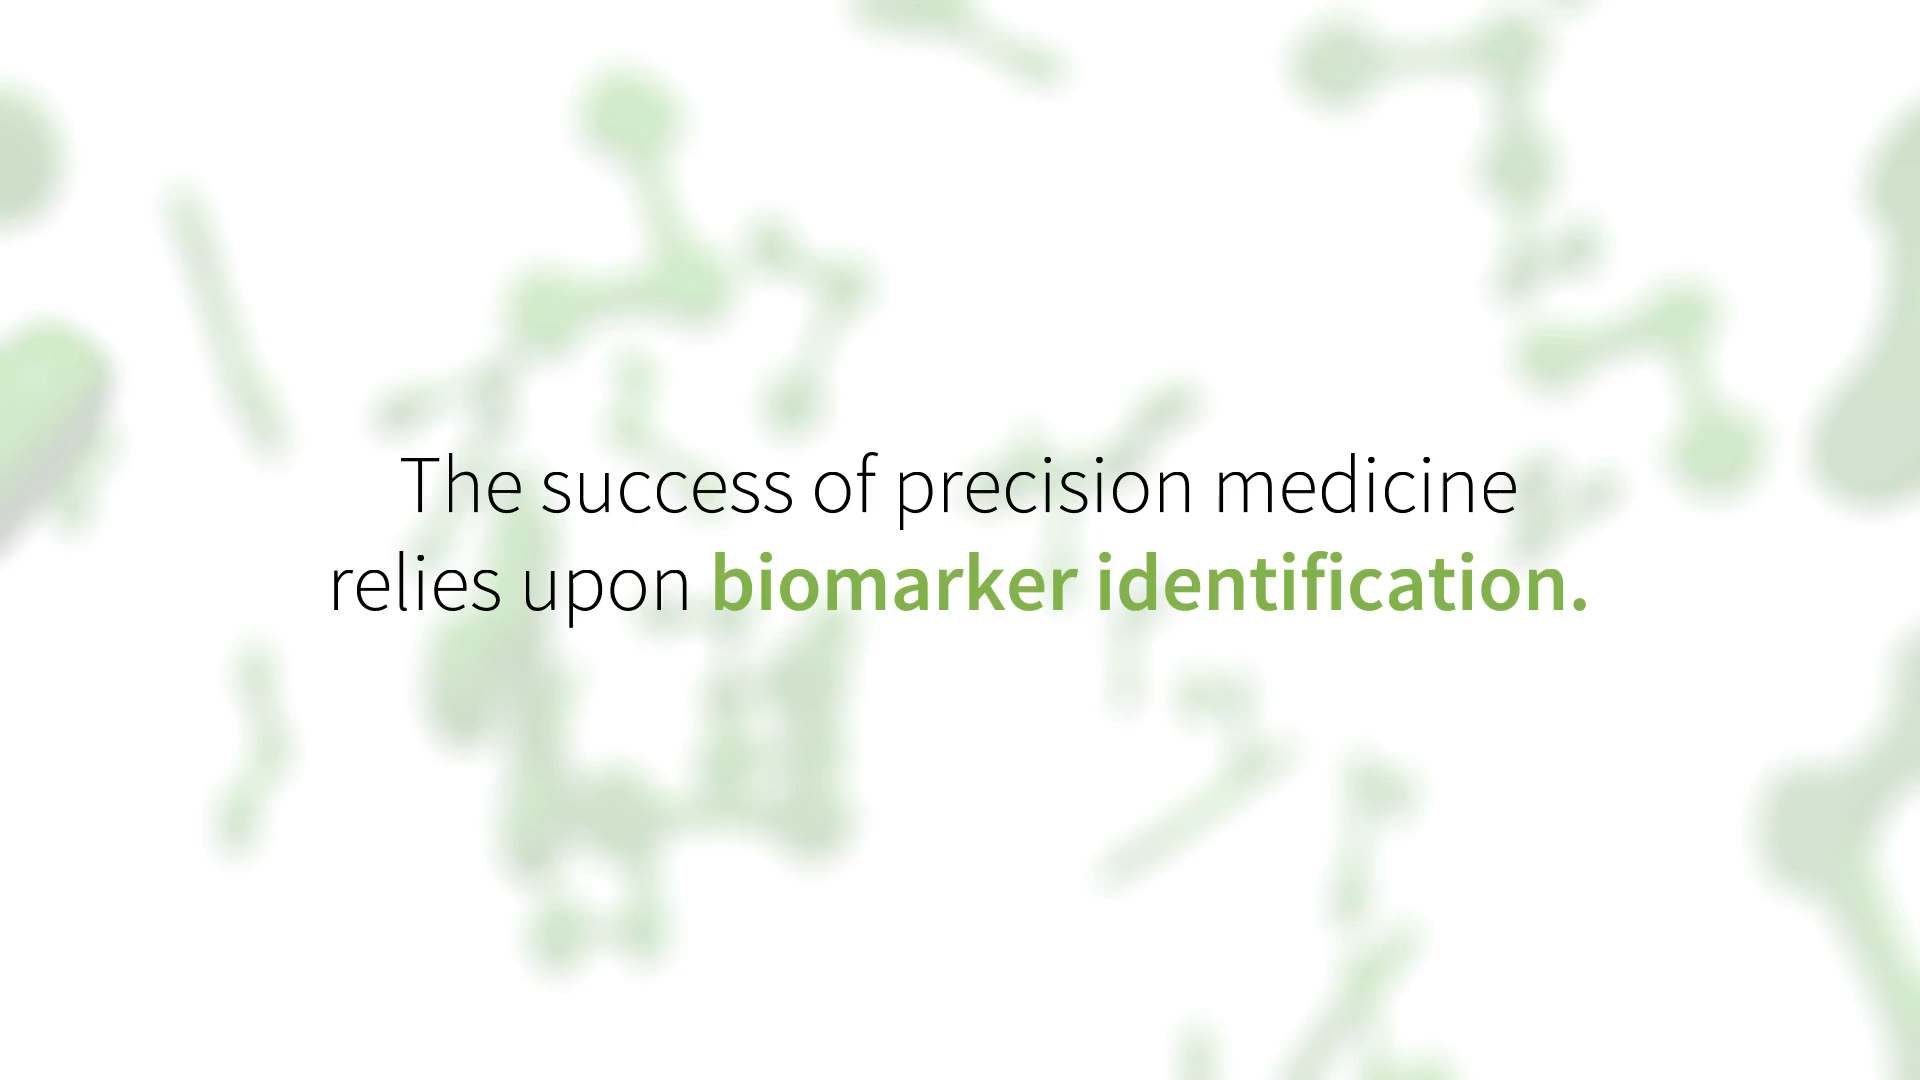 The success of precision medicine
relies upon biomarker identification.